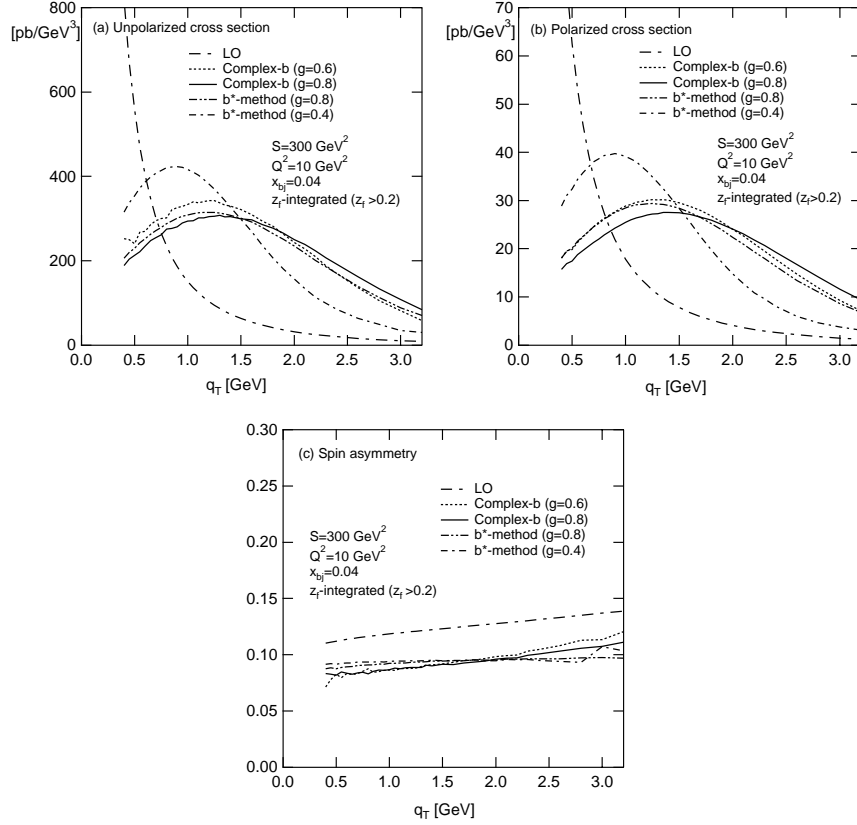 (a) Unpolarized cross section
[pb/GeV³]
800
600
400
200
0
LO
Complex-b (g=0.6)
Complex-b (g=0.8)
b*-method (g=0.8)
b*-method (g=0.4)
S=300 GeV²
Q²=10 GeV²
x_bj=0.04
z_f-integrated (z_f >0.2)
0.0 0.5 1.0 1.5 2.0 2.5 3.0
q_T [GeV]
(b) Polarized cross section
[pb/GeV³]
70
60
50
40
30
20
10
0
LO
Complex-b (g=0.6)
Complex-b (g=0.8)
b*-method (g=0.8)
b*-method (g=0.4)
S=300 GeV²
Q²=10 GeV²
x_bj=0.04
z_f-integrated (z_f >0.2)
0.0 0.5 1.0 1.5 2.0 2.5 3.0
q_T [GeV]
(c) Spin asymmetry
0.30
0.25
0.20
0.15
0.10
0.05
0.00
LO
Complex-b (g=0.6)
Complex-b (g=0.8)
b*-method (g=0.8)
b*-method (g=0.4)
S=300 GeV²
Q²=10 GeV²
x_bj=0.04
z_f-integrated (z_f >0.2)
0.0 0.5 1.0 1.5 2.0 2.5 3.0
q_T [GeV]